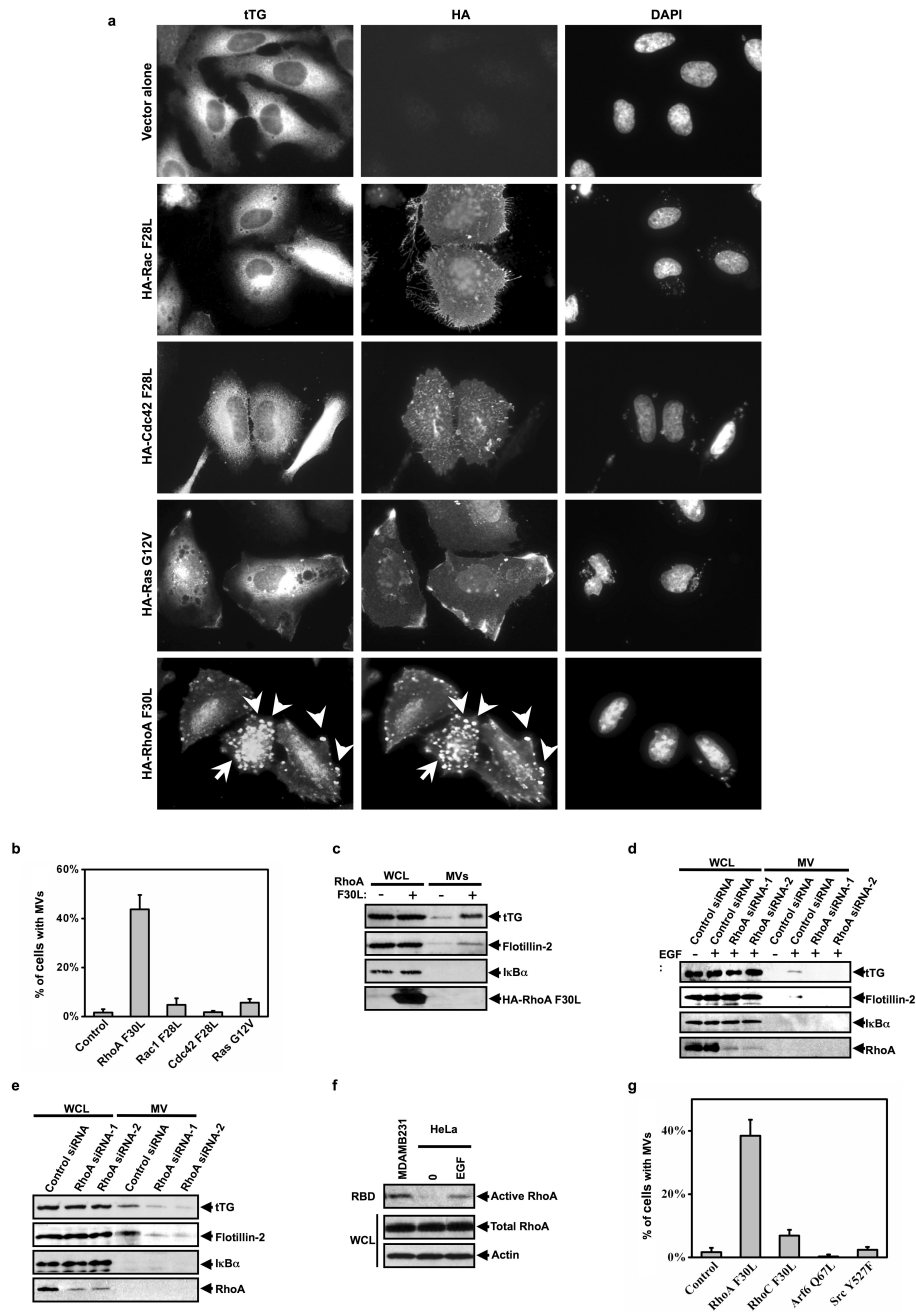 a
tTG HA DAPI
Vector alone
HA-Rac F28L
HA-Cdc42 F28L
HA-Ras G12V
HA-RhoA F30L
b
60%
40%
20%
0%
% of cells with MVs
Control
RhoA F30L
Rac1 F28L
Cdc42 F28L
Ras G12V
c
RhoA F30L:
WCL MVs
- + - +
tTG
Flotillin-2
IκBα
HA-RhoA F30L
d
WCL MV
Control siRNA
Control siRNA
RhoA siRNA-1
RhoA siRNA-2
Control siRNA
Control siRNA
RhoA siRNA-1
RhoA siRNA-2
EGF - + + + - + + +
:
tTG
Flotillin-2
IκBα
RhoA
e
WCL MV
Control siRNA
RhoA siRNA-1
RhoA siRNA-2
Control siRNA
RhoA siRNA-1
RhoA siRNA-2
tTG
Flotillin-2
IκBα
RhoA
f
MDAMB231
HeLa
0
EGF
RBD
Active RhoA
WCL
Total RhoA
Actin
g
40%
20%
0%
% of cells with MVs
Control
RhoA F30L
RhoC F30L
Arf6 Q67L
Src Y527F